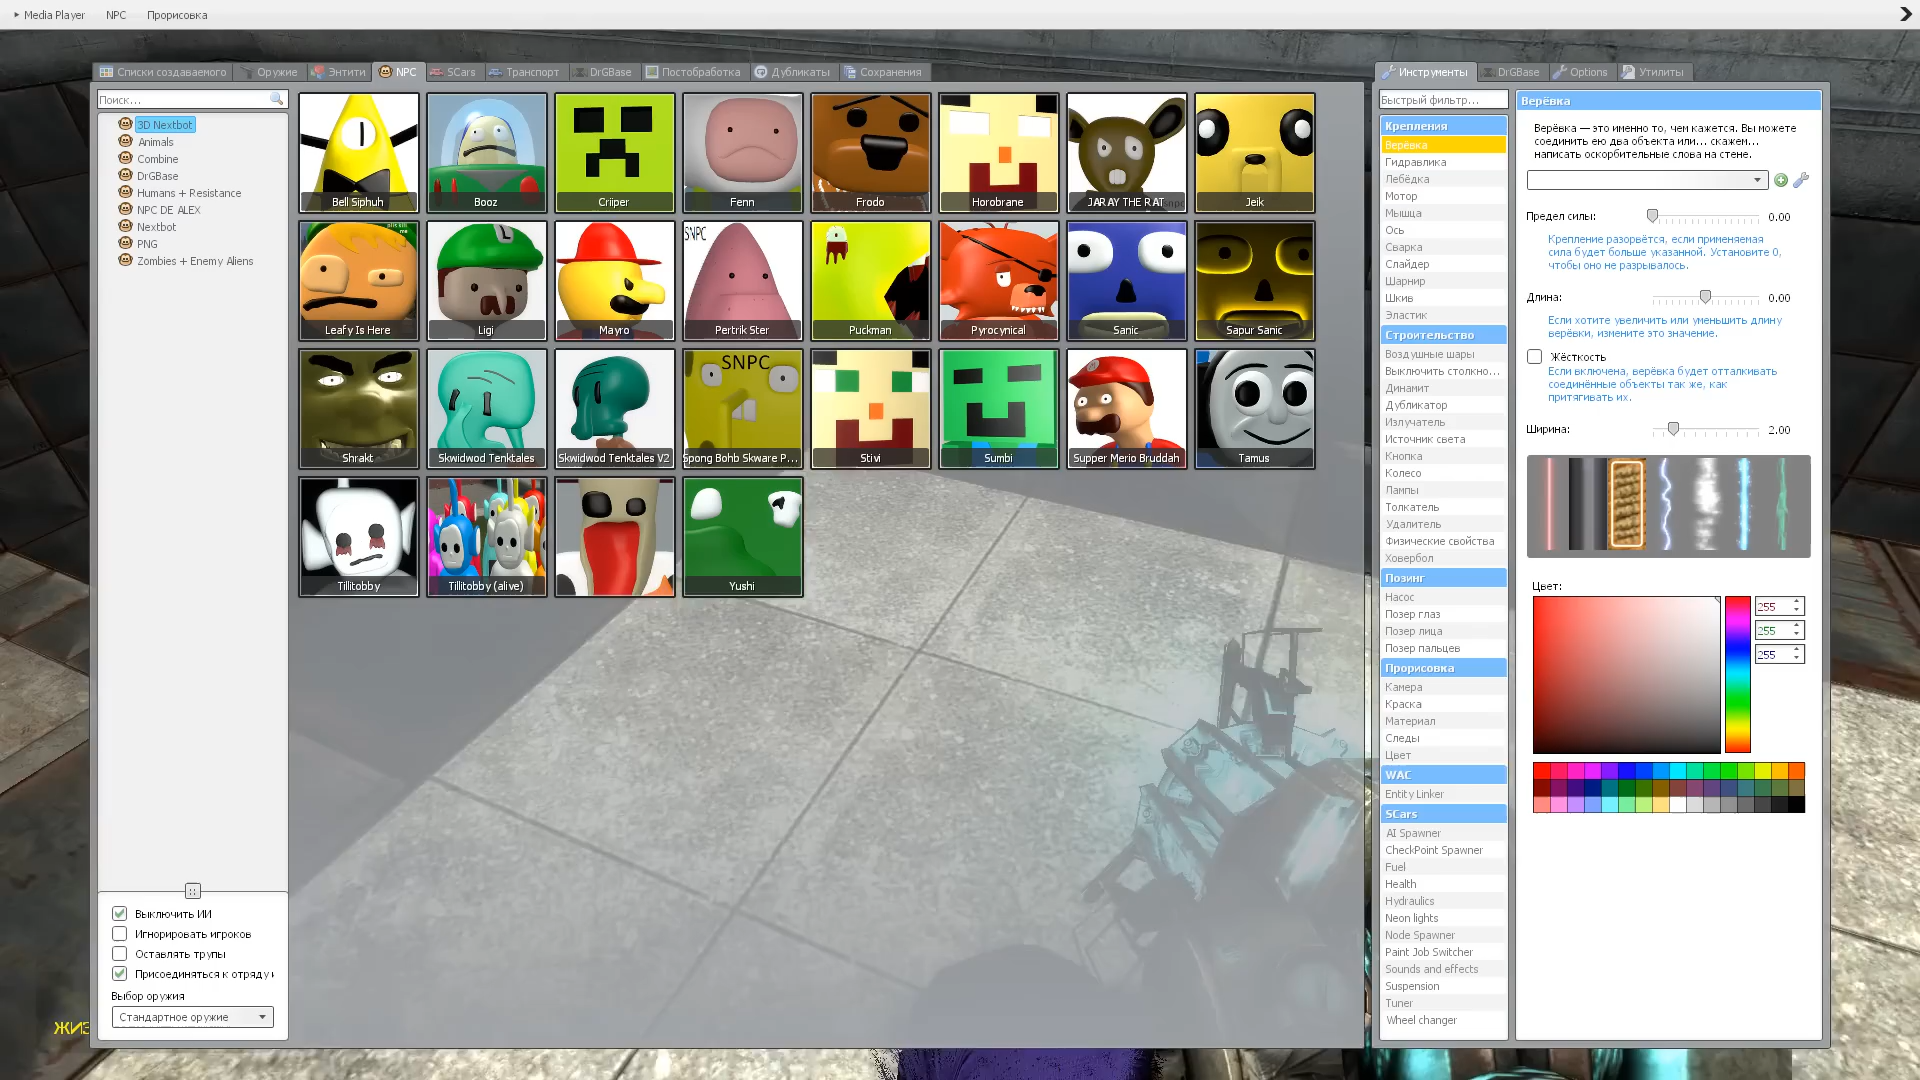 Media Player NPC Прорисовка
Списки создаваемого Оружие Энтити NPC SCars Транспорт DrGBase Постобработка Дубликаты Сохранения
Поиск...
3D Nextbot
Animals
Combine
DrGBase
Humans + Resistance
NPC DE ALEX
Nextbot
PNG
Zombies + Enemy Aliens
Bell Siphuh
Booz
Criiper
Fenn
Frodo
Horobrane
JARAY THE RAT
Jeik
Leafy Is Here
Ligi
Mayro
SNPC
Pertrik Ster
Puckman
Pyrocynical
Sanic
Sapur Sanic
Shrakt
Skwidwod Tenktales
Skwidwod Tenktales V2
SNPC
Spong Bohb Skware P...
Stivi
Sumbi
Supper Merio Bruddah
Tamus
Tillitobby
Tillitobby (alive)
Yushi
Выключить ИИ
Игнорировать игроков
Оставлять трупы
Присоединяться к отряду и
Выбор оружия
Стандартное оружие
ЖИЗ
Инструменты DrGBase Options Утилиты
Быстрый фильтр...
Крепления
Верёвка
Гидравлика
Лебёдка
Мотор
Мышца
Ось
Сварка
Слайдер
Шарнир
Шкив
Эластик
Строительство
Воздушные шары
Выключить столкно...
Динамит
Дубликатор
Излучатель
Источник света
Кнопка
Колесо
Лампы
Толкатель
Удалитель
Физические свойства
Ховербол
Позинг
Насос
Позер глаз
Позер лица
Позер пальцев
Прорисовка
Камера
Краска
Материал
Следы
Цвет
WAC
Entity Linker
SCars
AI Spawner
CheckPoint Spawner
Fuel
Health
Hydraulics
Neon lights
Node Spawner
Paint Job Switcher
Sounds and effects
Suspension
Tuner
Wheel changer
Верёвка
Верёвка — это именно то, чем кажется. Вы можете
соединить ею два объекта или... скажем...
написать оскорбительные слова на стене.
Предел силы: 0.00
Крепление разорвётся, если применяемая
сила будет больше указанной. Установите 0,
чтобы оно не разрывалось.
Длина: 0.00
Если хотите увеличить или уменьшить длину
верёвки, измените это значение.
Жёсткость
Если включена, верёвка будет отталкивать
соединённые объекты так же, как
притягивать их.
Ширина: 2.00
Цвет:
255
255
255